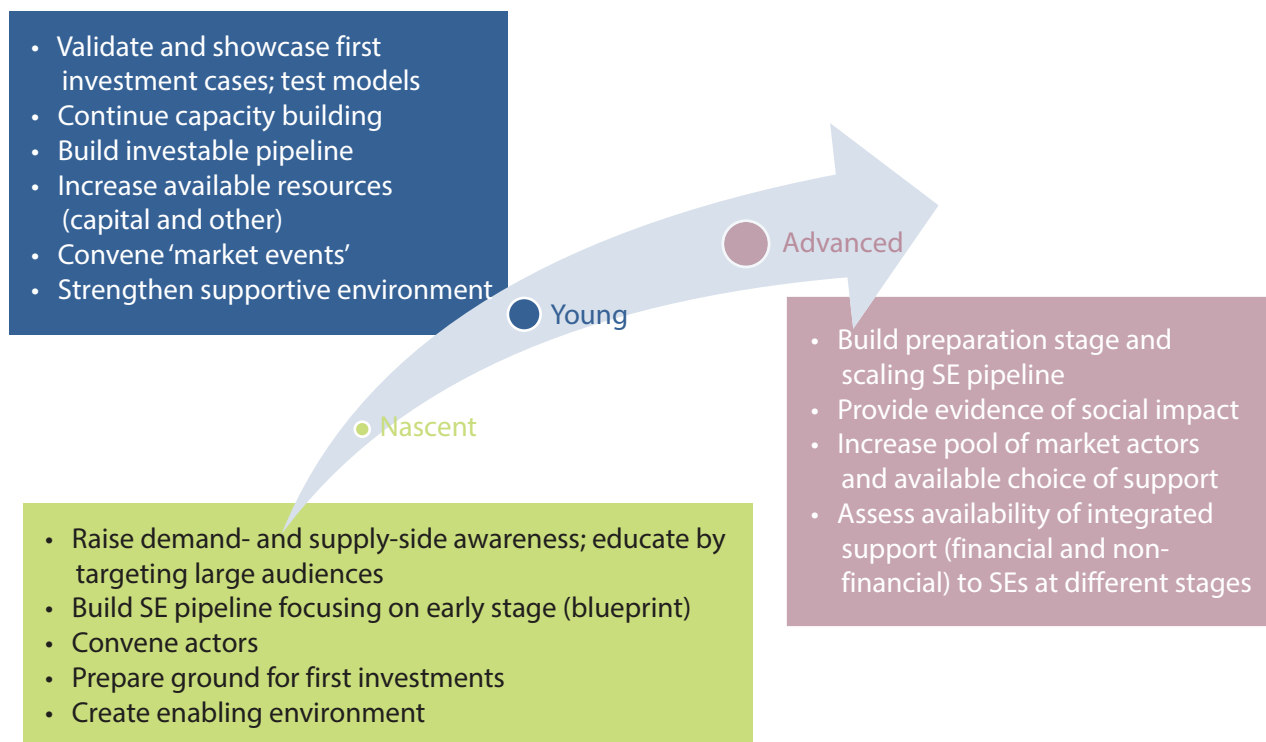 • Validate and showcase first
investment cases; test models
• Continue capacity building
• Build investable pipeline
• Increase available resources
(capital and other)
• Convene ‘market events’
• Strengthen supportive environment
Advanced
Young
Nascent
• Build preparation stage and
scaling SE pipeline
• Provide evidence of social impact
• Increase pool of market actors
and available choice of support
• Assess availability of integrated
support (financial and non-
financial) to SEs at different stages
• Raise demand- and supply-side awareness; educate by
targeting large audiences
• Build SE pipeline focusing on early stage (blueprint)
• Convene actors
• Prepare ground for first investments
• Create enabling environment